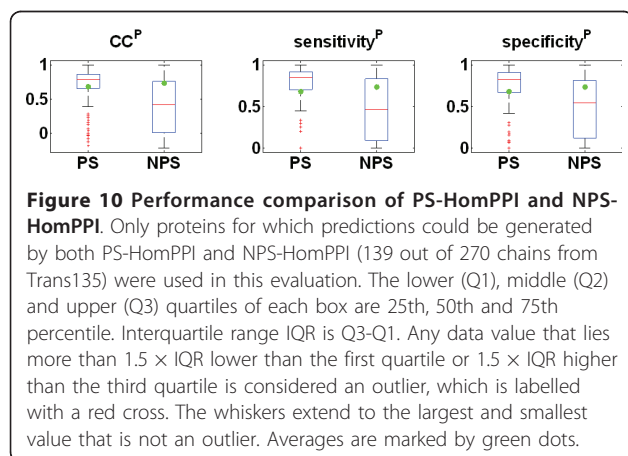 CC^P sensitivity^P specificity^P
1 1 1
0.5 0.5 0.5
0 0 0
PS NPS PS NPS PS NPS
Figure 10 Performance comparison of PS-HomPPI and NPS-
HomPPI. Only proteins for which predictions could be generated
by both PS-HomPPI and NPS-HomPPI (139 out of 270 chains from
Trans135) were used in this evaluation. The lower (Q1), middle (Q2)
and upper (Q3) quartiles of each box are 25th, 50th and 75th
percentile. Interquartile range IQR is Q3-Q1. Any data value that lies
more than 1.5 × IQR lower than the first quartile or 1.5 × IQR higher
than the third quartile is considered an outlier, which is labelled
with a red cross. The whiskers extend to the largest and smallest
value that is not an outlier. Averages are marked by green dots.